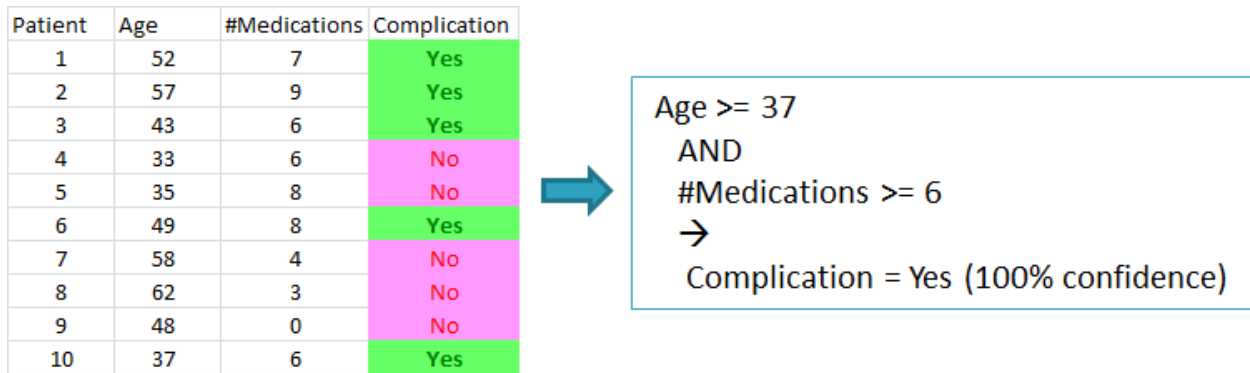 Patient Age #Medications Complication
1 52 7 Yes
2 57 9 Yes
3 43 6 Yes
4 33 6 No
5 35 8 No
6 49 8 Yes
7 58 4 No
8 62 3 No
9 48 0 No
10 37 6 Yes
Age >= 37
AND
#Medications >= 6
→
Complication = Yes (100% confidence)